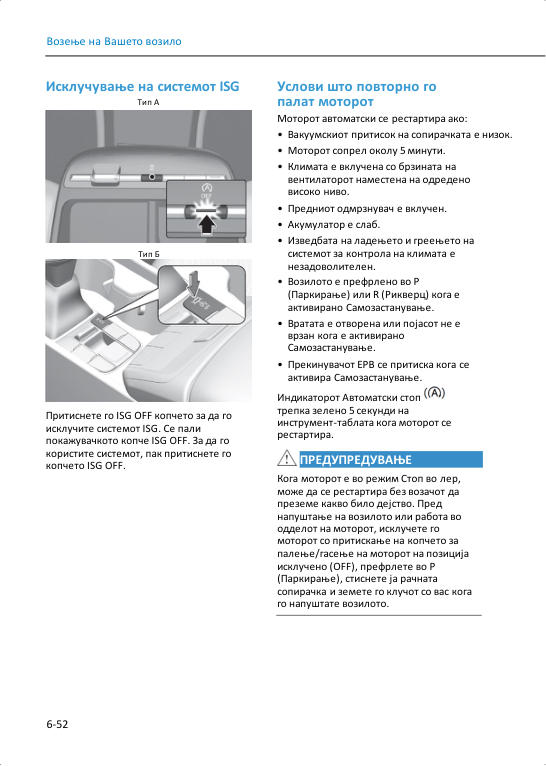 Возење на Вашето возило
Исклучување на системот ISG
Тип А
OFF
Тип Б
Притиснете го ISG OFF копчето за да го
исклучите системот ISG. Се пали
покажувачкото копче ISG OFF. За да го
користите системот, пак притиснете го
копчето ISG OFF.
Услови што повторно го
палат моторот
Моторот автоматски се рестартира ако:
• Вакуумскиот притисок на сопирачката е низок.
• Моторот сопрел околу 5 минути.
• Климата е вклучена со брзината на
вентилаторот наместена на одредено
високо ниво.
• Предниот одмрзнувач е вклучен.
• Акумулатор е слаб.
• Изведбата на ладењето и греењето на
системот за контрола на климата е
незадоволителен.
• Возилото е префрлено во P
(Паркирање) или R (Рикверц) кога е
активирано Самозастанување.
• Вратата е отворена или појасот не е
врзан кога е активирано
Самозастанување.
• Прекинувачот EPB се притиска кога се
активира Самозастанување.
Индикаторот Автоматски стоп (A)
трепка зелено 5 секунди на
инструмент-таблата кога моторот се
рестартира.
ПРЕДУПРЕДУВАЊЕ
Кога моторот е во режим Стоп во лер,
може да се рестартира без возачот да
преземе какво било дејство. Пред
напуштање на возилото или работа во
одделот на моторот, исклучете го
моторот со притискање на копчето за
палење/гасење на моторот на позиција
исклучено (OFF), префрлете во P
(Паркирање), стиснете ја рачната
сопирачка и земете го клучот со вас кога
го напуштате возилото.
6-52